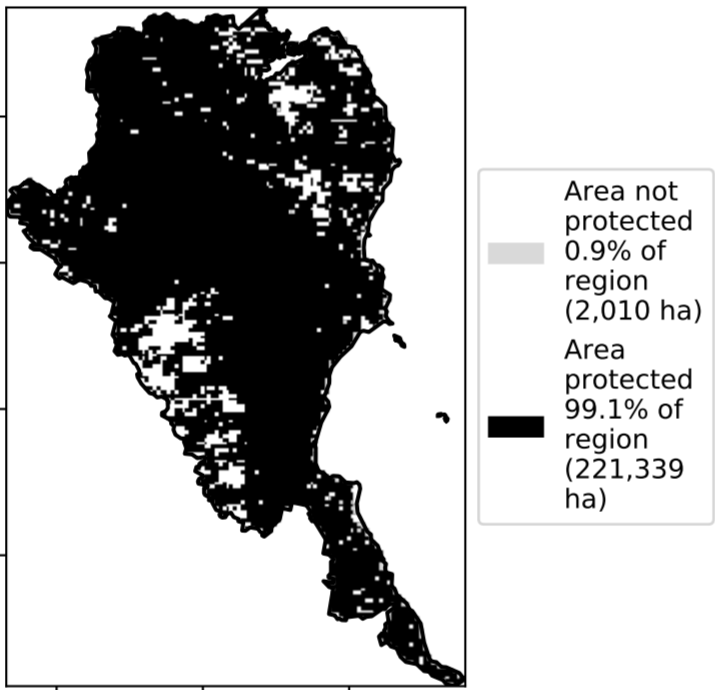 Area not
protected
0.9% of
region
(2,010 ha)
Area
protected
99.1% of
region
(221,339
ha)